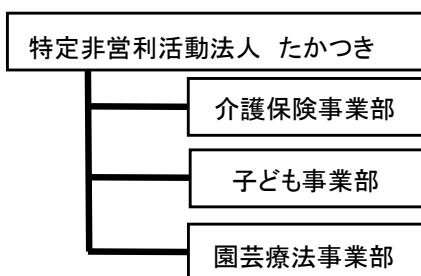 特定非営利活動法人 たかつき
介護保険事業部
子ども事業部
園芸療法事業部